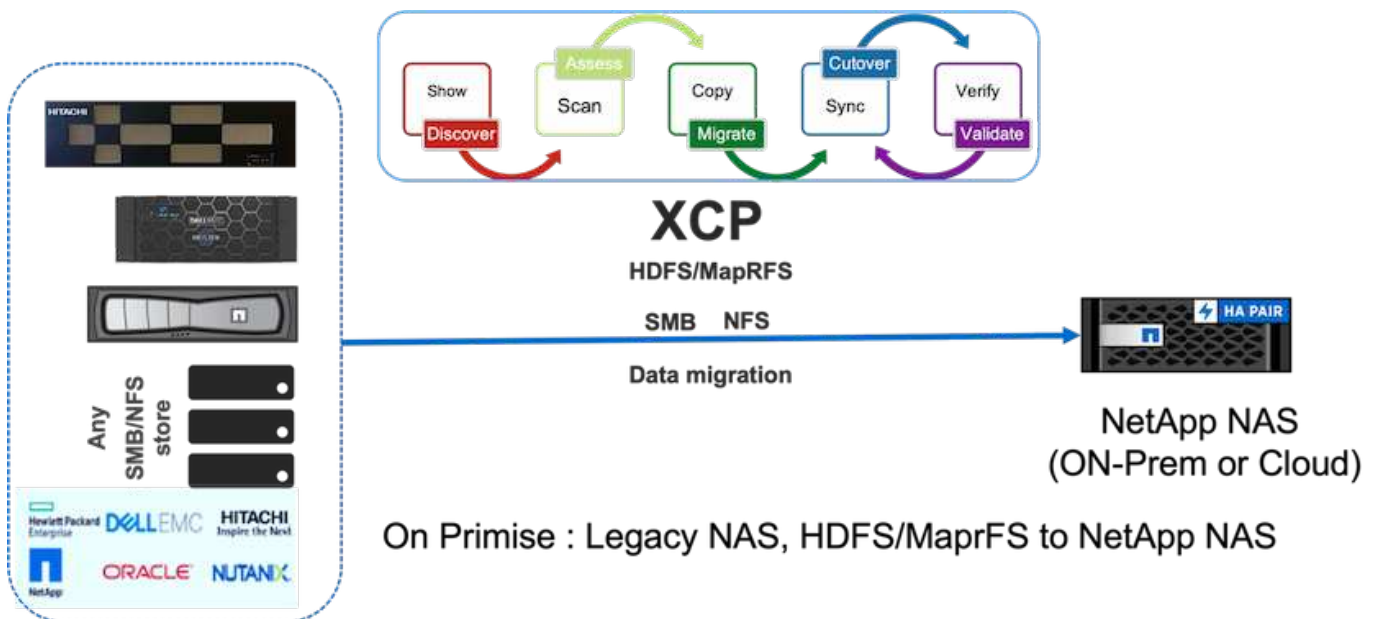 HITACHI
Any
SMB/NFS
store
Hewlett Packard
Enterprise
DELLEMC
HITACHI
Inspire the Next
NetApp
ORACLE
NUTANIX
Show
Discover
Assess
Scan
Copy
Migrate
Cutover
Sync
Verify
Validate
XCP
HDFS/MapRFS
SMB NFS
Data migration
HA PAIR
NetApp NAS
(ON-Prem or Cloud)
On Primise : Legacy NAS, HDFS/MaprFS to NetApp NAS